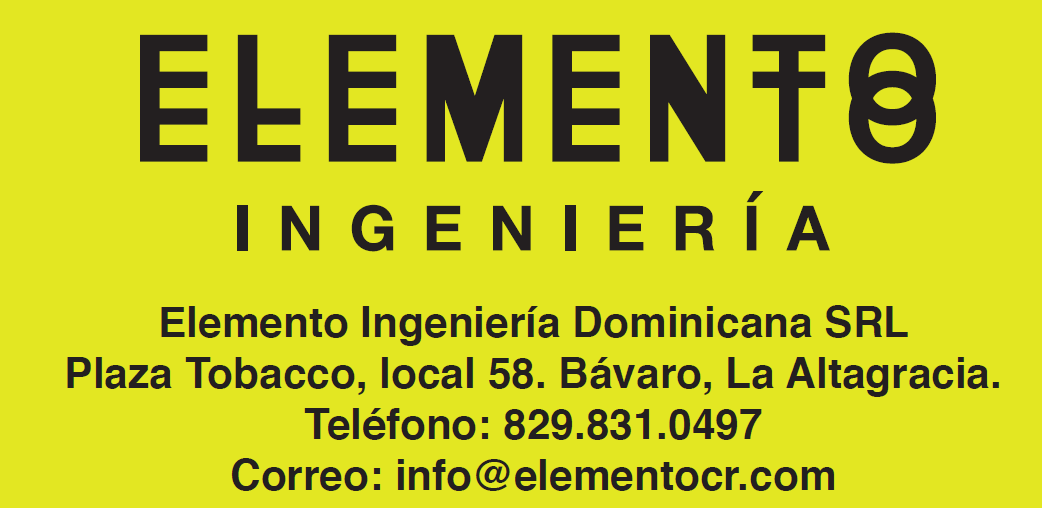 ELEMENTO
INGENIERÍA
Elemento Ingeniería Dominicana SRL
Plaza Tobacco, local 58. Bávaro, La Altagracia.
Teléfono: 829.831.0497
Correo: info@elementocr.com